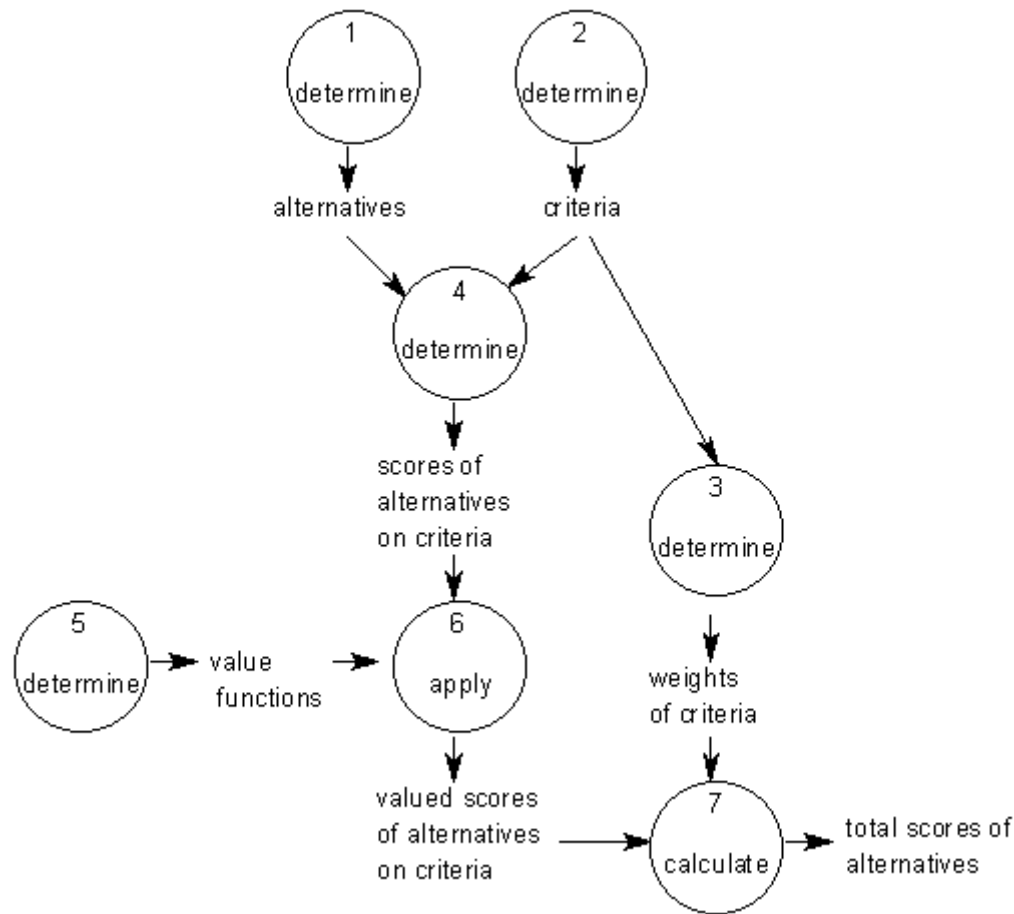 1
determine
2
determine
alternatives
criteria
4
determine
scores of
alternatives
on criteria
3
determine
5
determine
value
functions
6
apply
weights
of criteria
valued scores
of alternatives
on criteria
7
calculate
total scores of
alternatives